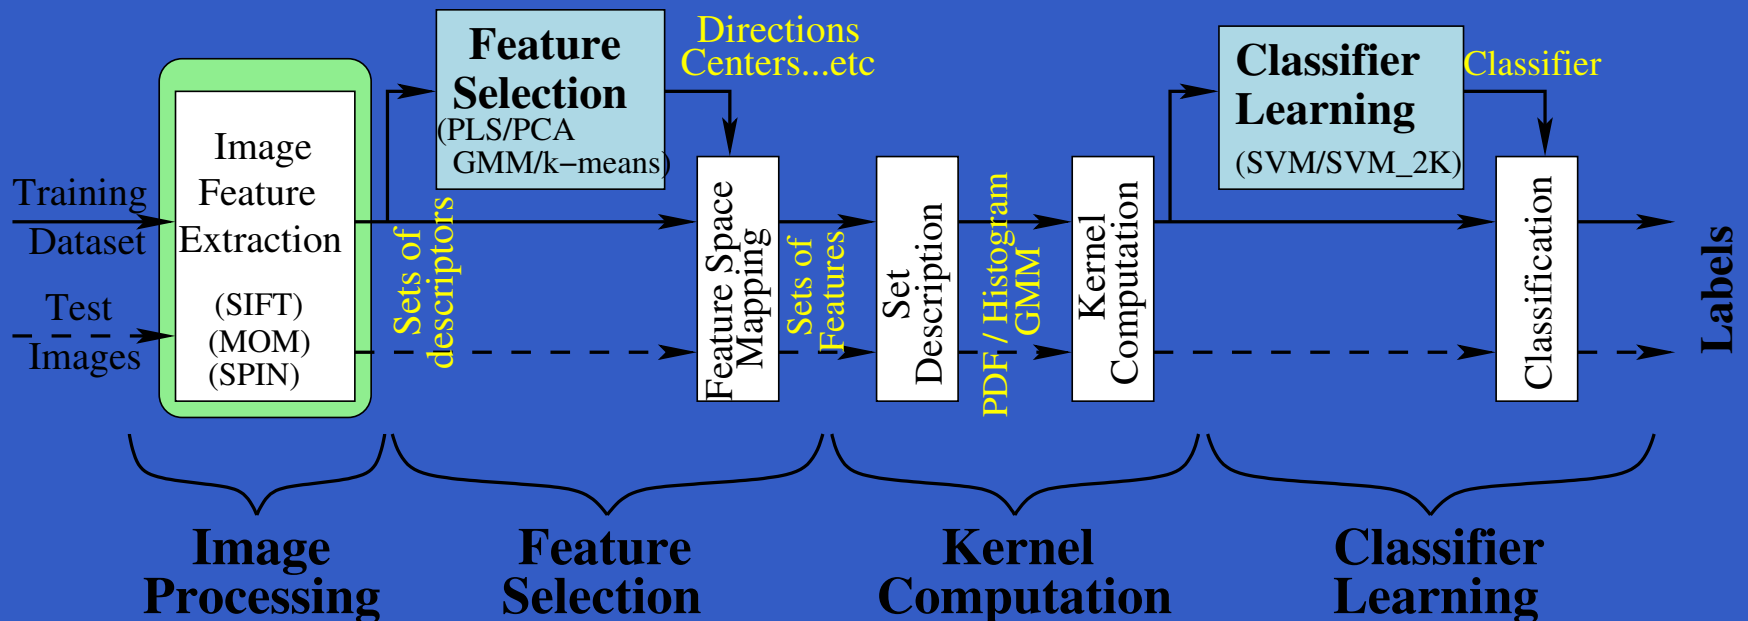 Training
Dataset
Test
Images
Image
Feature
Extraction
(SIFT)
(MOM)
(SPIN)
Sets of
descriptors
Feature
Selection
(PLS/PCA
GMM/k−means)
Directions
Centers...etc
Feature Space
Mapping
Sets of
Features
Set
Description
PDF / Histogram
GMM
Kernel
Computation
Classifier
Learning
(SVM/SVM_2K)
Classifier
Classification
Labels
Image
Processing
Feature
Selection
Kernel
Computation
Classifier
Learning